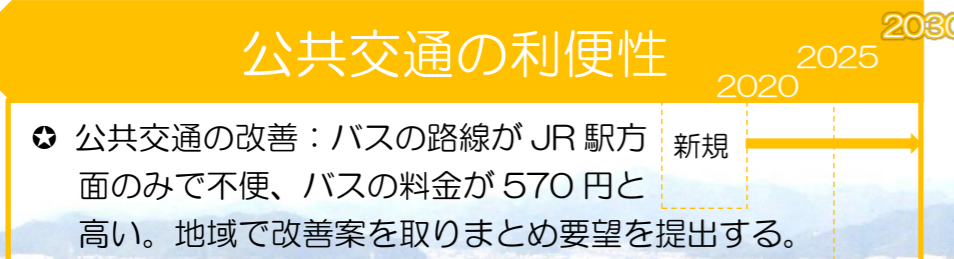 公共交通の利便性
2020
2025
2030
✪ 公共交通の改善：バスの路線が JR 駅方
面のみで不便、バスの料金が 570 円と
高い。地域で改善案を取りまとめ要望を提出する。
新規